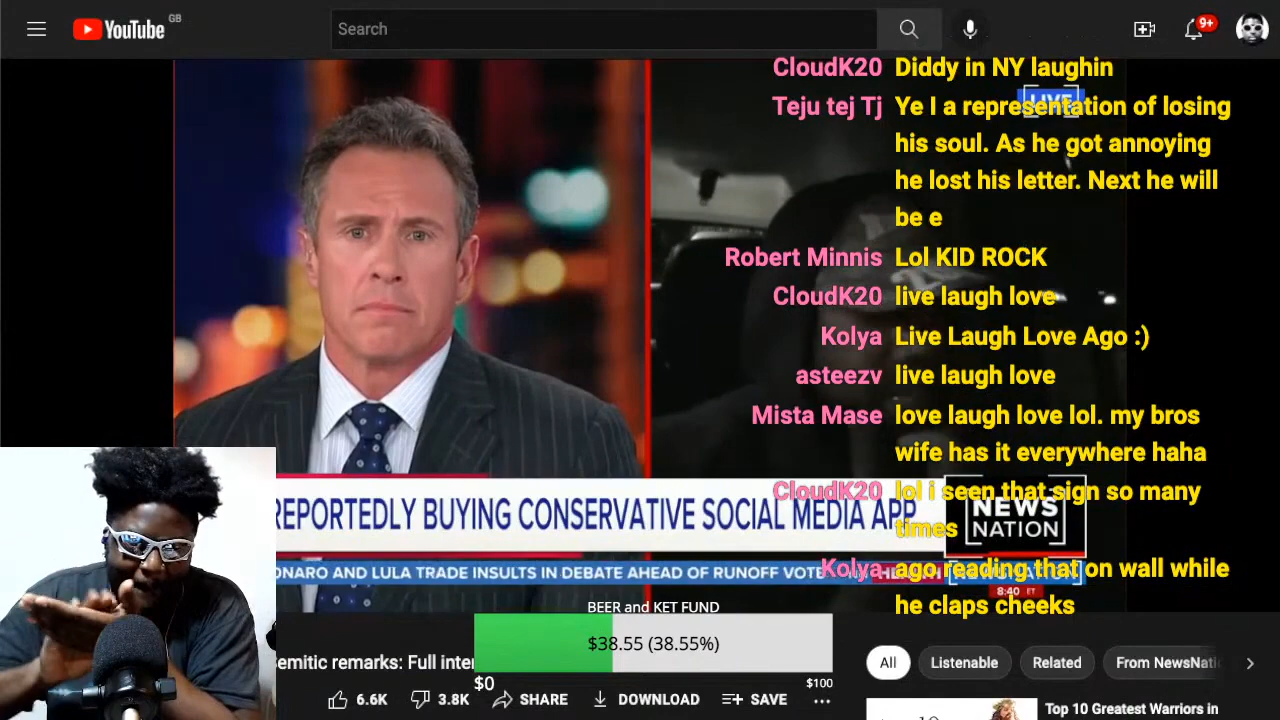 YouTube GB
Search
9+
CloudK20 Diddy in NY laughin
LIVE
Teju tej Tj Ye I a representation of losing
his soul. As he got annoying
he lost his letter. Next he will
be e
Robert Minnis Lol KID ROCK
CloudK20 live laugh love
Kolya Live Laugh Love Ago :)
asteezv live laugh love
Mista Mase love laugh love lol. my bros
wife has it everywhere haha
CloudK20 lol i seen that sign so many
times
REPORTEDLY BUYING CONSERVATIVE SOCIAL MEDIA APP
NEWS
NATION
Kolya ago reading that on wall while
he claps cheeks
ONARO AND LULA TRADE INSULTS IN DEBATE AHEAD OF RUNOFF VOTE
8:40 ET
BEER and KET FUND
$38.55 (38.55%)
$0
$100
emitic remarks: Full inter
6.6K
3.8K
SHARE
DOWNLOAD
SAVE
All
Listenable
Related
From NewsNatio
Top 10 Greatest Warriors in